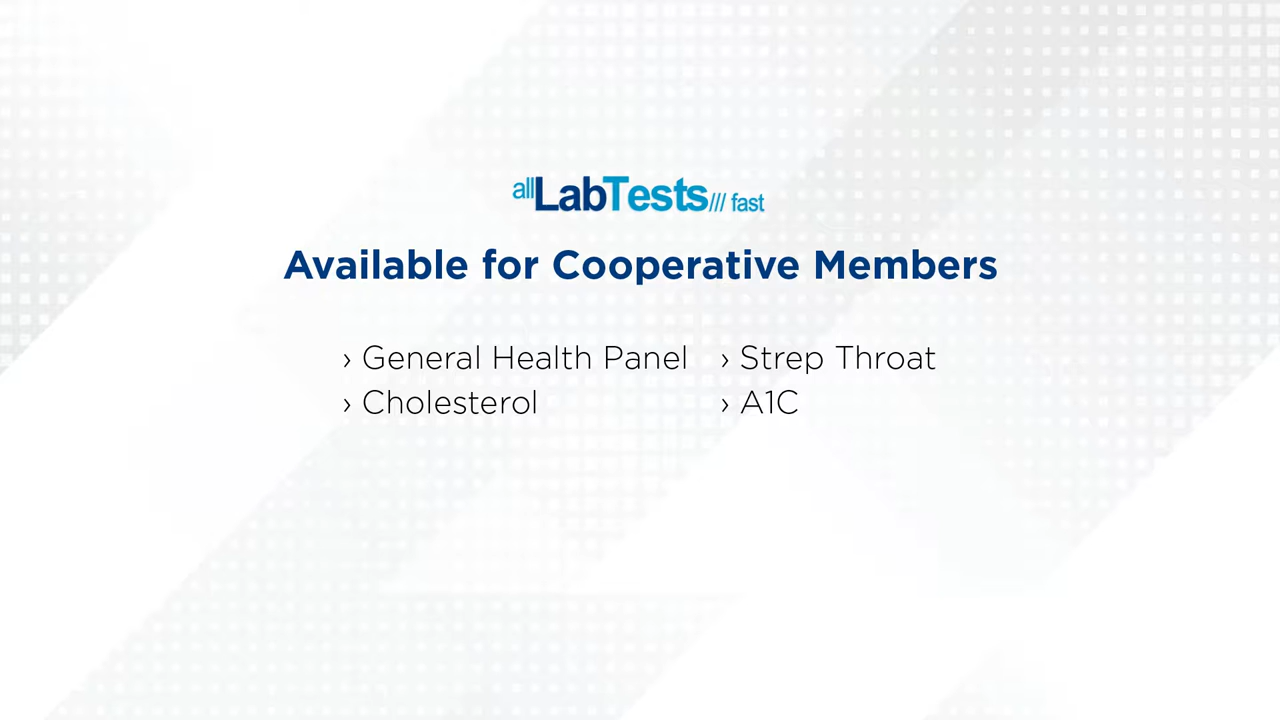 allLabTests/// fast
Available for Cooperative Members
› General Health Panel
› Cholesterol
› Strep Throat
› A1C